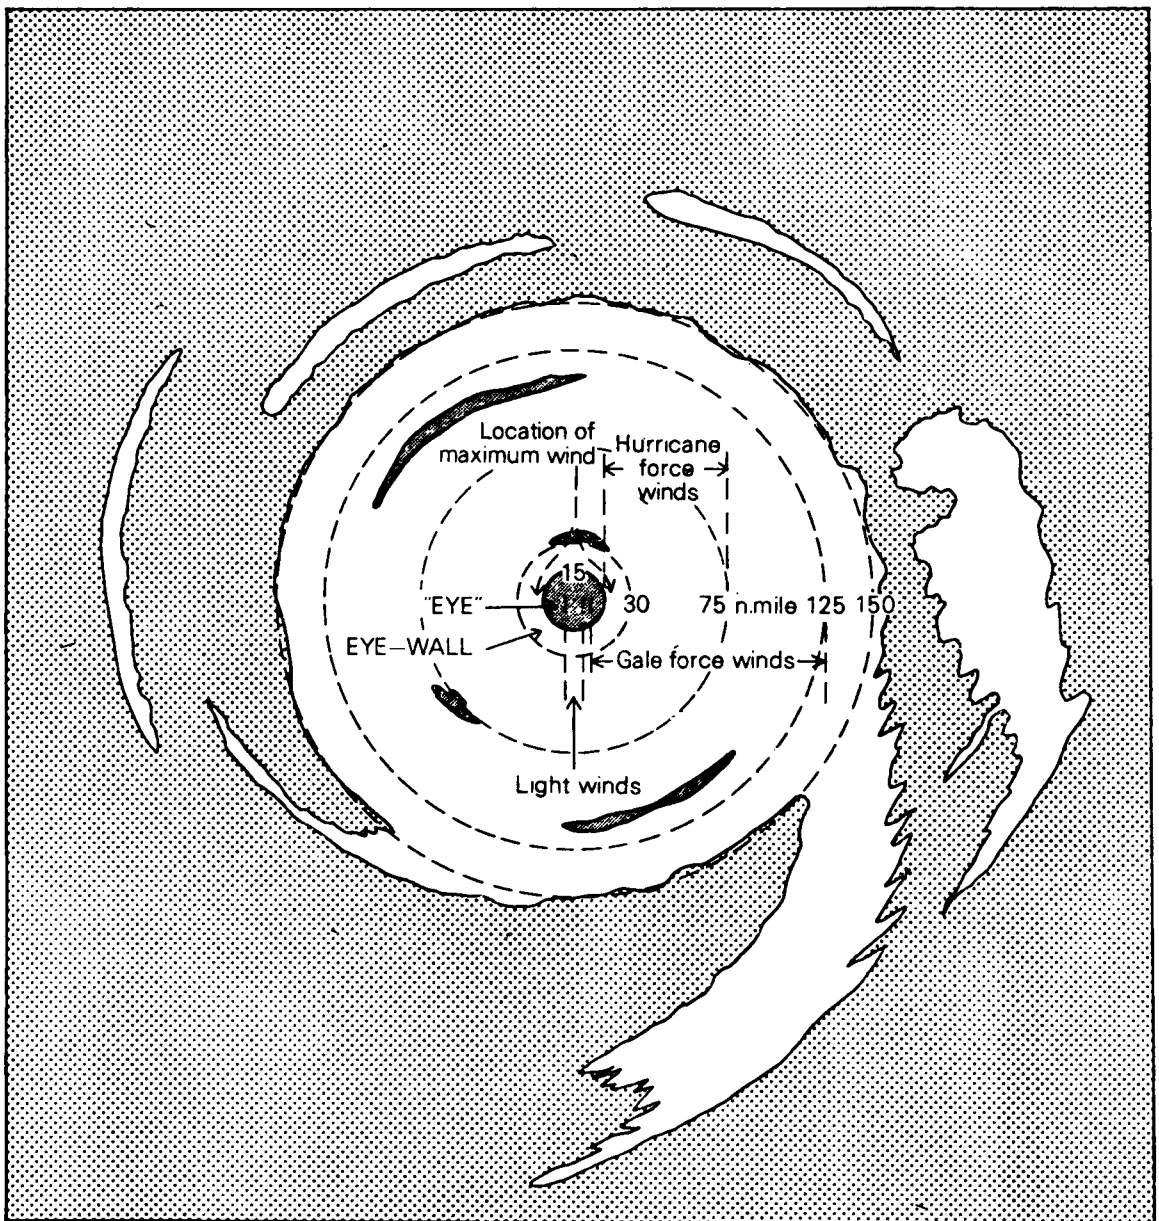 Location of
maximum wind
Hurricane
force
winds
15
"EYE"
30
75 n.mile 125 150
EYE–WALL
Gale force winds
Light winds